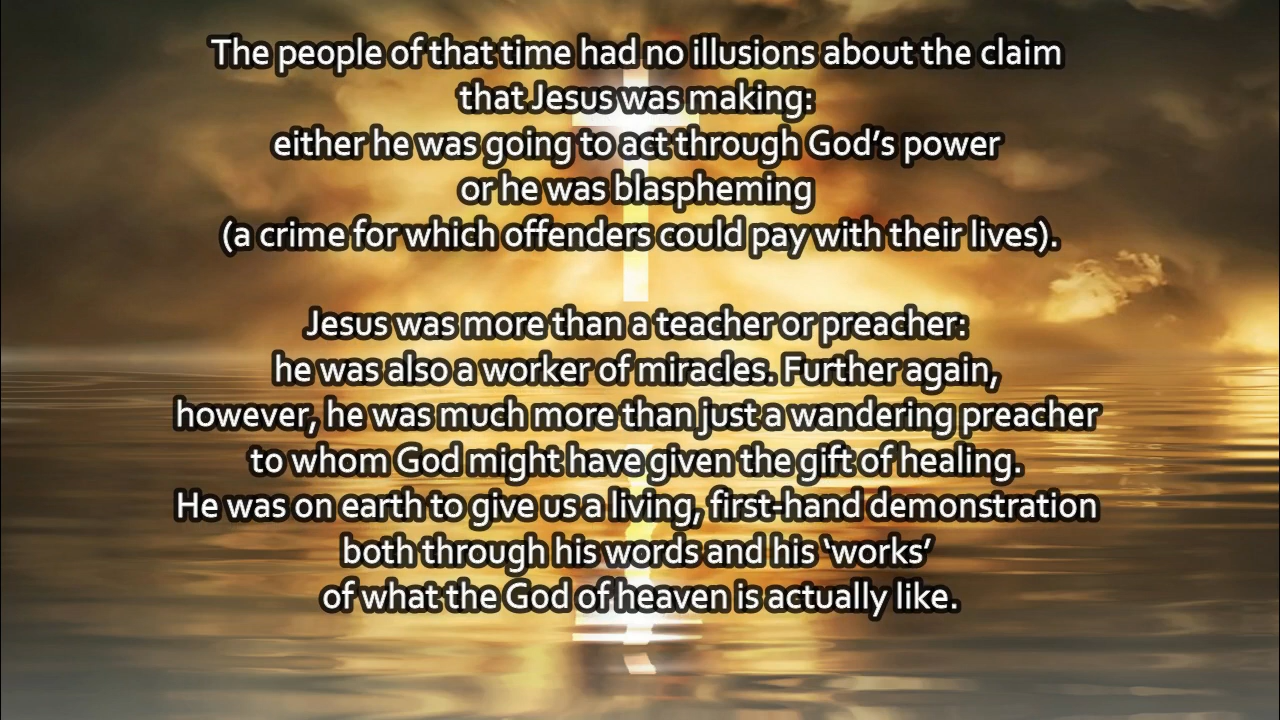 The people of that time had no illusions about the claim
that Jesus was making:
either he was going to act through God’s power
or he was blaspheming
(a crime for which offenders could pay with their lives).
Jesus was more than a teacher or preacher:
he was also a worker of miracles. Further again,
however, he was much more than just a wandering preacher
to whom God might have given the gift of healing.
He was on earth to give us a living, first-hand demonstration
both through his words and his ‘works’
of what the God of heaven is actually like.